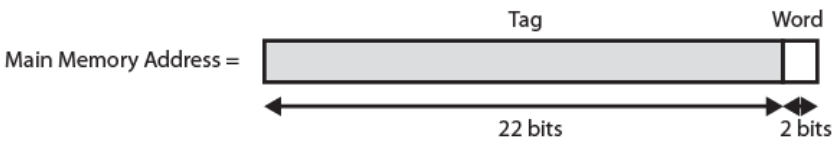 Tag Word
Main Memory Address =
22 bits 2 bits